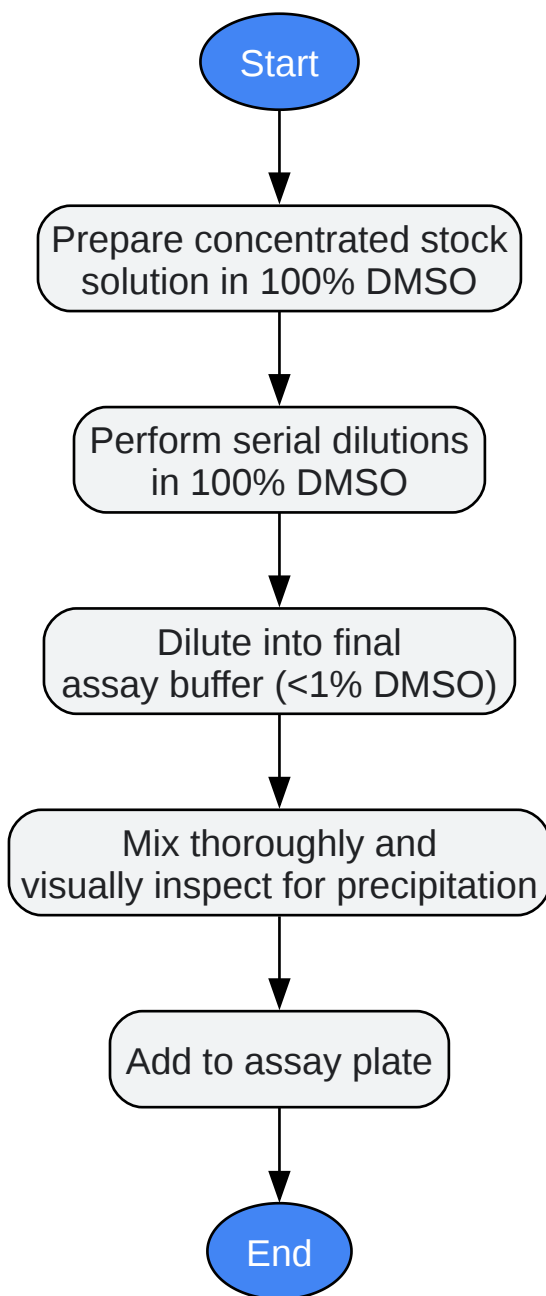 Start
Prepare concentrated stock
solution in 100% DMSO
Perform serial dilutions
in 100% DMSO
Dilute into final
assay buffer (<1% DMSO)
Mix thoroughly and
visually inspect for precipitation
Add to assay plate
End